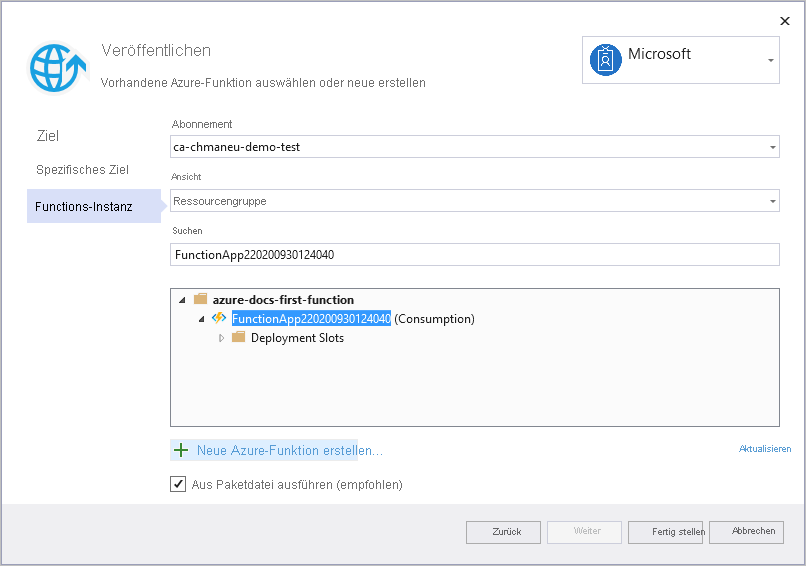 Veröffentlichen
Vorhandene Azure-Funktion auswählen oder neue erstellen
Microsoft
Ziel
Spezifisches Ziel
Functions-Instanz
Abonnement
ca-chmaneu-demo-test
Ansicht
Ressourcengruppe
Suchen
FunctionApp220200930124040
azure-docs-first-function
FunctionApp220200930124040 (Consumption)
Deployment Slots
Neue Azure-Funktion erstellen...
Aktualisieren
Aus Paketdatei ausführen (empfohlen)
Zurück
Weiter
Fertig stellen
Abbrechen